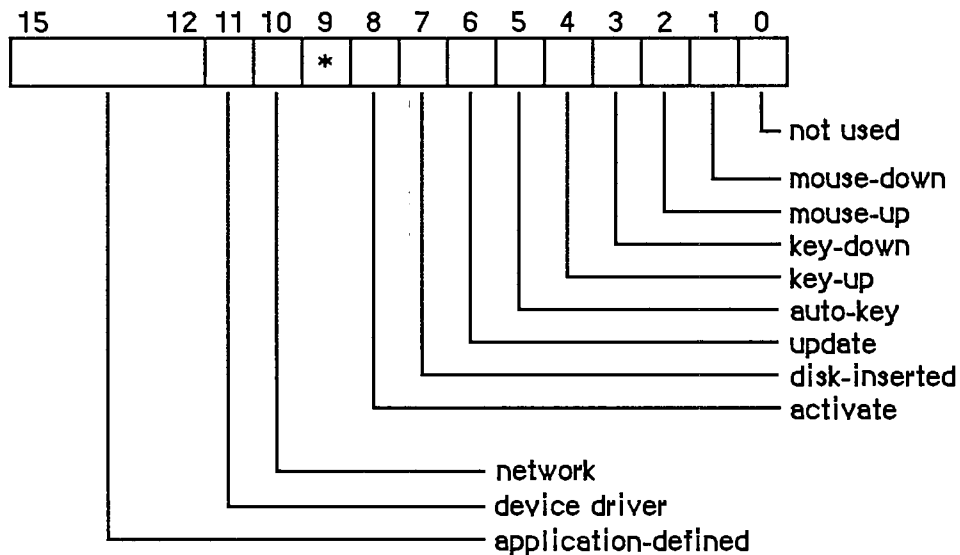 15 12 11 10 9 8 7 6 5 4 3 2 1 0
*
not used
mouse-down
mouse-up
key-down
key-up
auto-key
update
disk-inserted
activate
network
device driver
application-defined